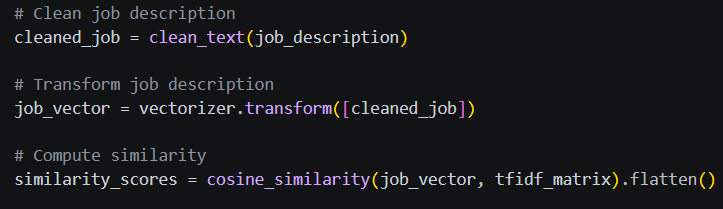 # Clean job description
cleaned_job = clean_text(job_description)
# Transform job description
job_vector = vectorizer.transform([cleaned_job])
# Compute similarity
similarity_scores = cosine_similarity(job_vector, tfidf_matrix).flatten()